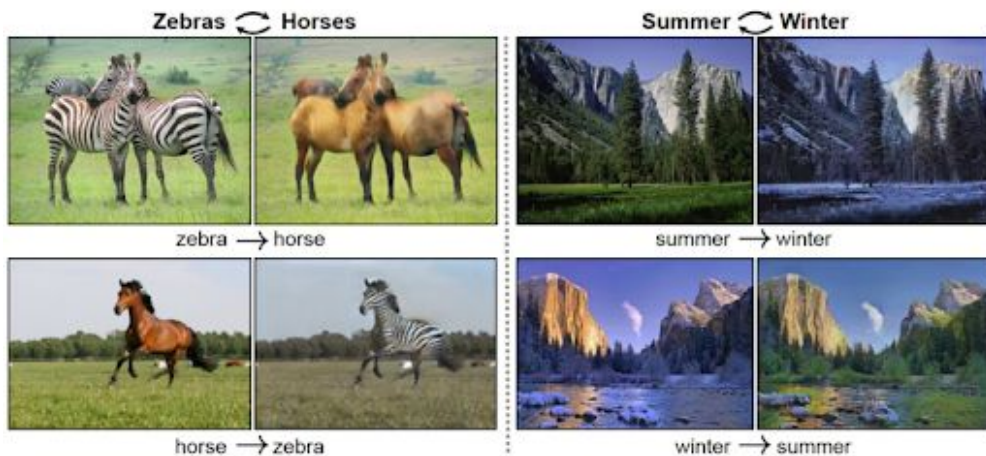 Zebras Horses
zebra → horse
horse → zebra
Summer Winter
summer → winter
winter → summer